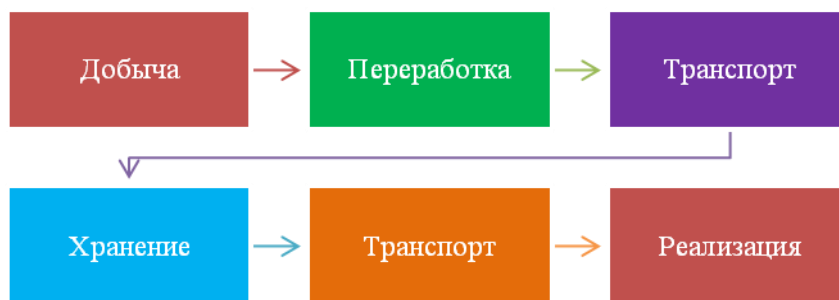 Добыча
Переработка
Транспорт
Хранение
Транспорт
Реализация